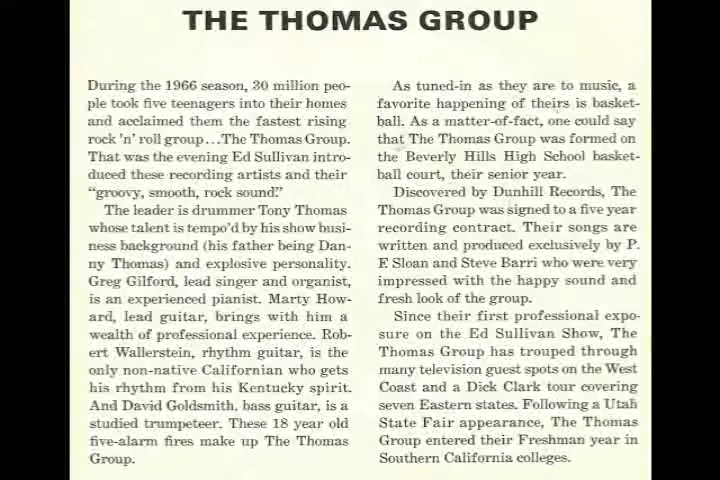 THE THOMAS GROUP
During the 1966 season, 30 million peo-
ple took five teenagers into their homes
and acclaimed them the fastest rising
rock 'n' roll group...The Thomas Group.
That was the evening Ed Sullivan intro-
duced these recording artists and their
"groovy, smooth, rock sound."
The leader is drummer Tony Thomas
whose talent is tempo'd by his show busi-
ness background (his father being Dan-
ny Thomas) and explosive personality.
Greg Gilford, lead singer and organist,
is an experienced pianist. Marty How-
ard, lead guitar, brings with him a
wealth of professional experience. Rob-
ert Wallerstein, rhythm guitar, is the
only non-native Californian who gets
his rhythm from his Kentucky spirit.
And David Goldsmith, bass guitar, is a
studied trumpeteer. These 18 year old
five-alarm fires make up The Thomas
Group.
As tuned-in as they are to music, a
favorite happening of theirs is basket-
ball. As a matter-of-fact, one could say
that The Thomas Group was formed on
the Beverly Hills High School basket-
ball court, their senior year.
Discovered by Dunhill Records, The
Thomas Group was signed to a five year
recording contract. Their songs are
written and produced exclusively by P.
F. Sloan and Steve Barri who were very
impressed with the happy sound and
fresh look of the group.
Since their first professional expo-
sure on the Ed Sullivan Show, The
Thomas Group has trouped through
many television guest spots on the West
Coast and a Dick Clark tour covering
seven Eastern states. Following a Utah
State Fair appearance, The Thomas
Group entered their Freshman year in
Southern California colleges.